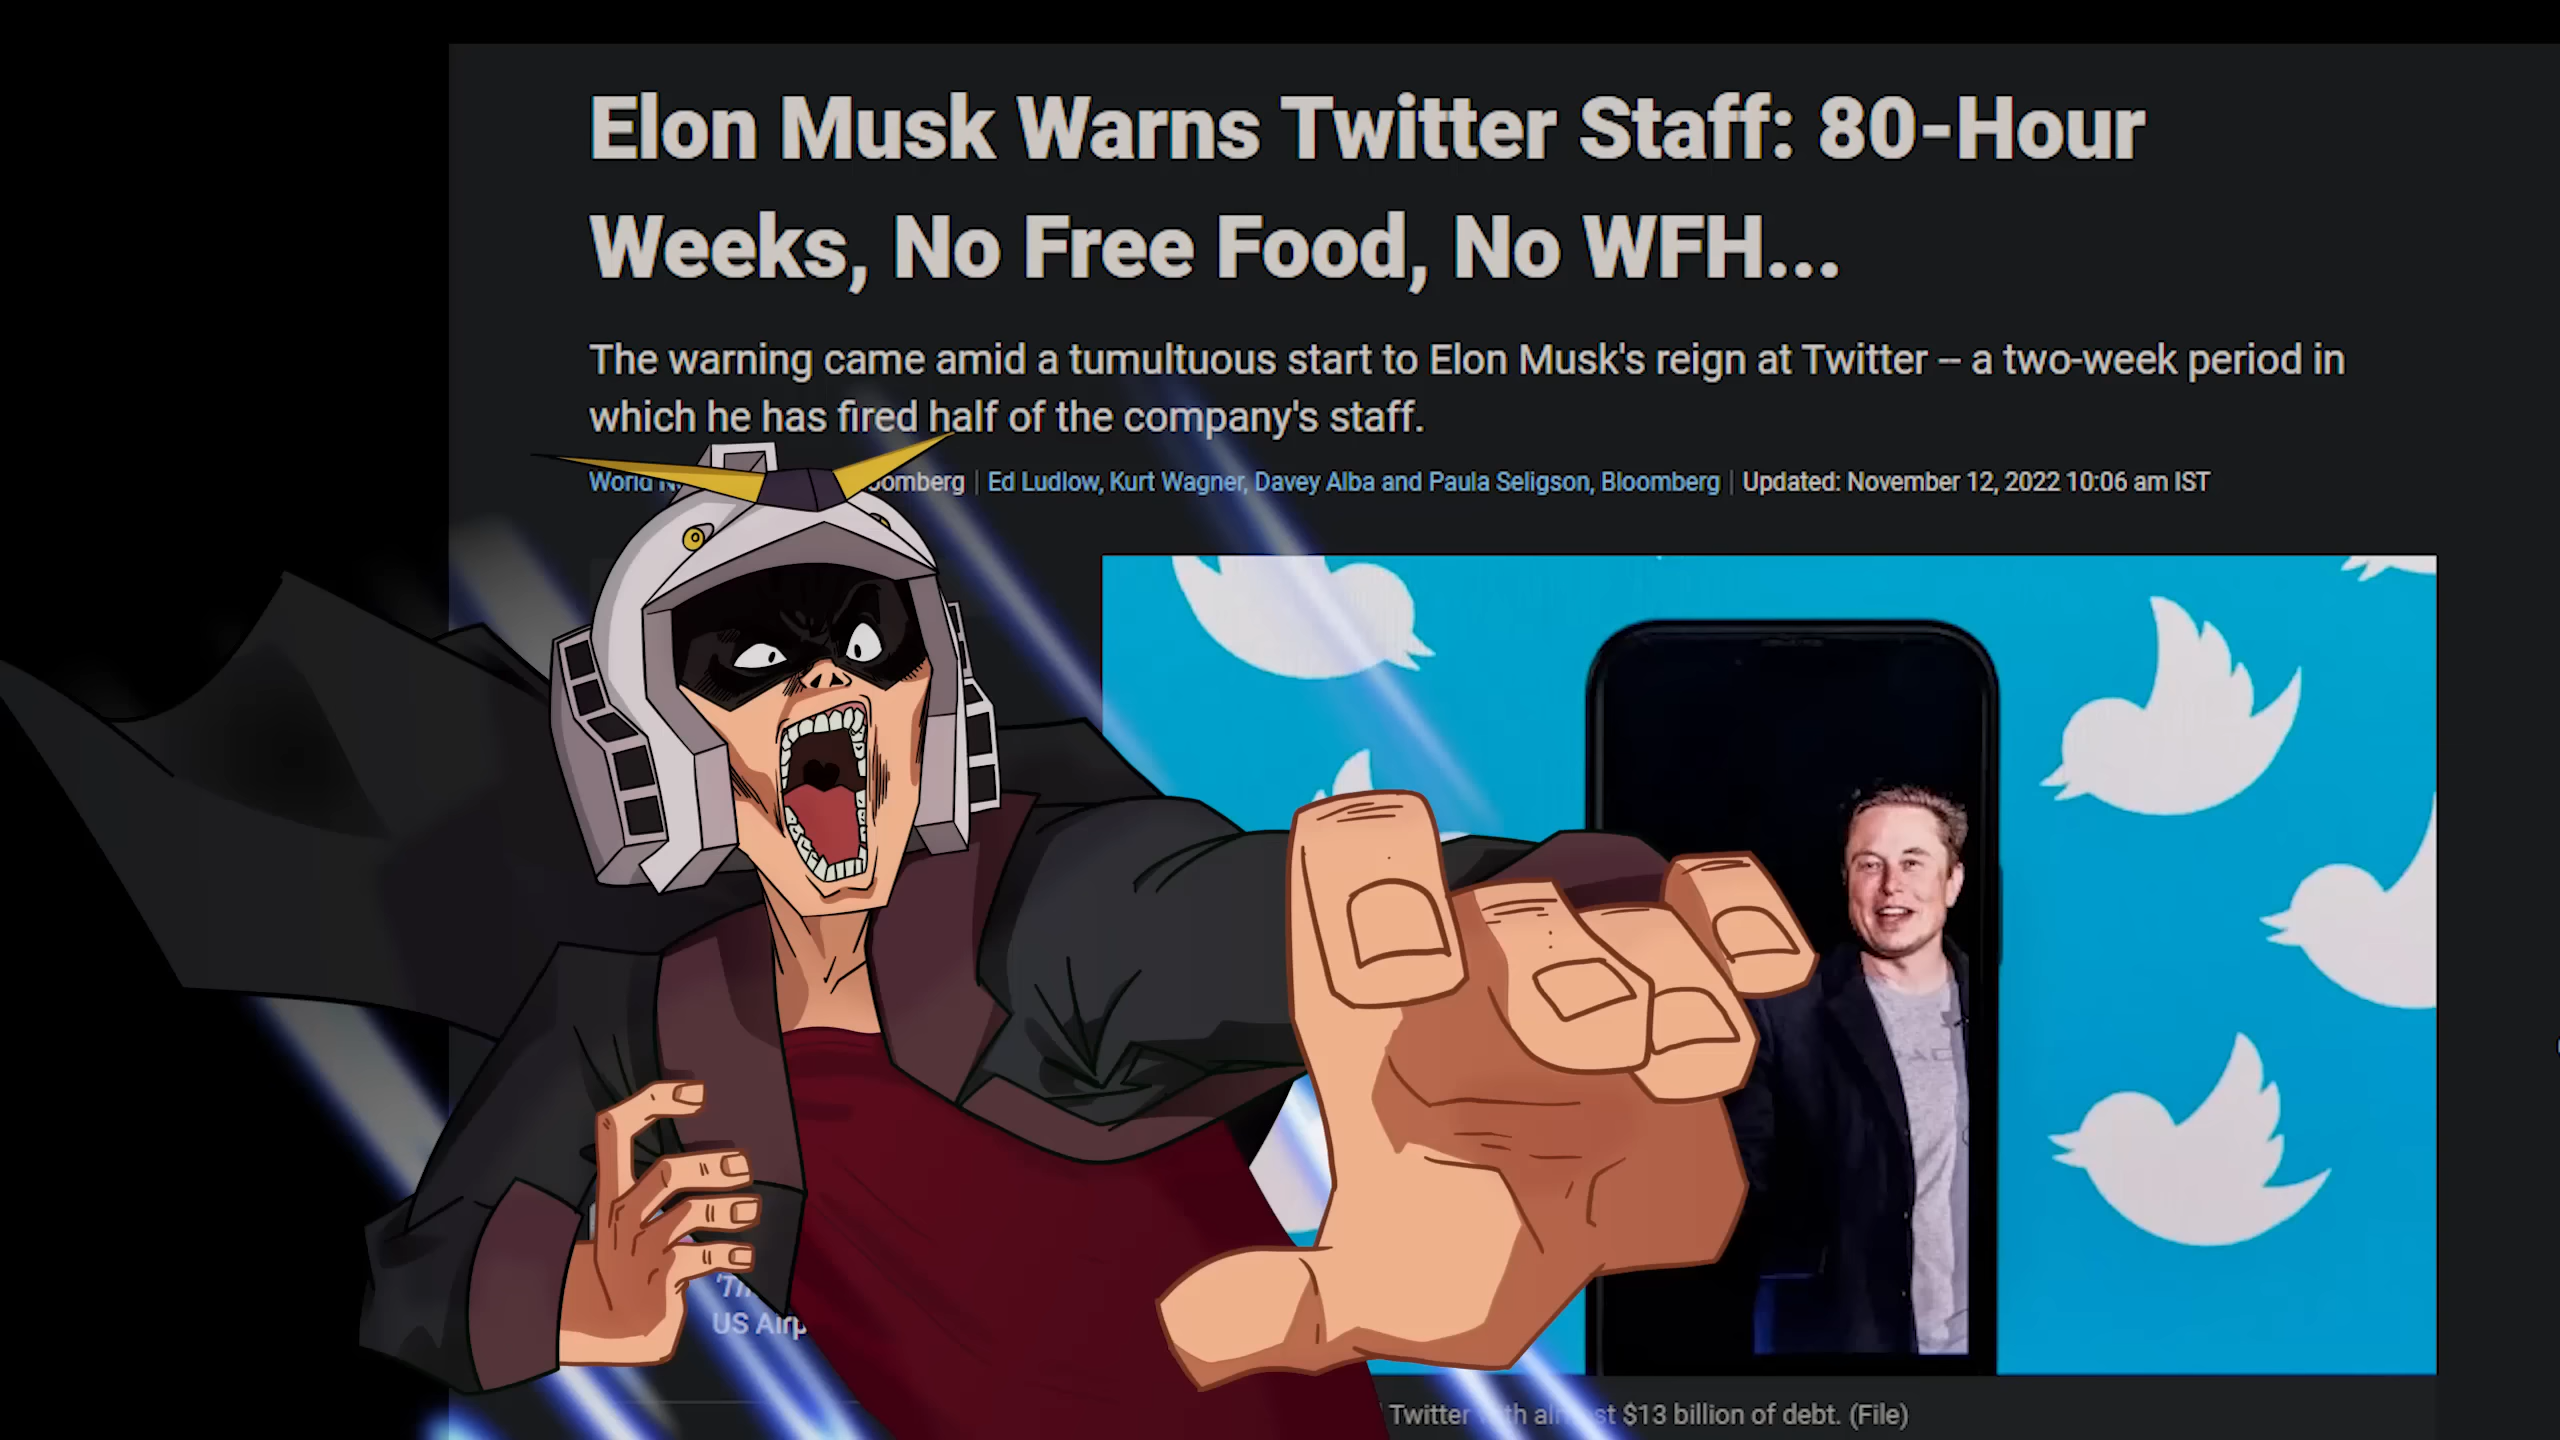 Elon Musk Warns Twitter Staff: 80-Hour
Weeks, No Free Food, No WFH...
The warning came amid a tumultuous start to Elon Musk's reign at Twitter -- a two-week period in
which he has fired half of the company's staff.
World | Ed Ludlow, Kurt Wagner, Davey Alba and Paula Seligson, Bloomberg | Updated: November 12, 2022 10:06 am IST
US
Twitter with almost $13 billion of debt. (File)